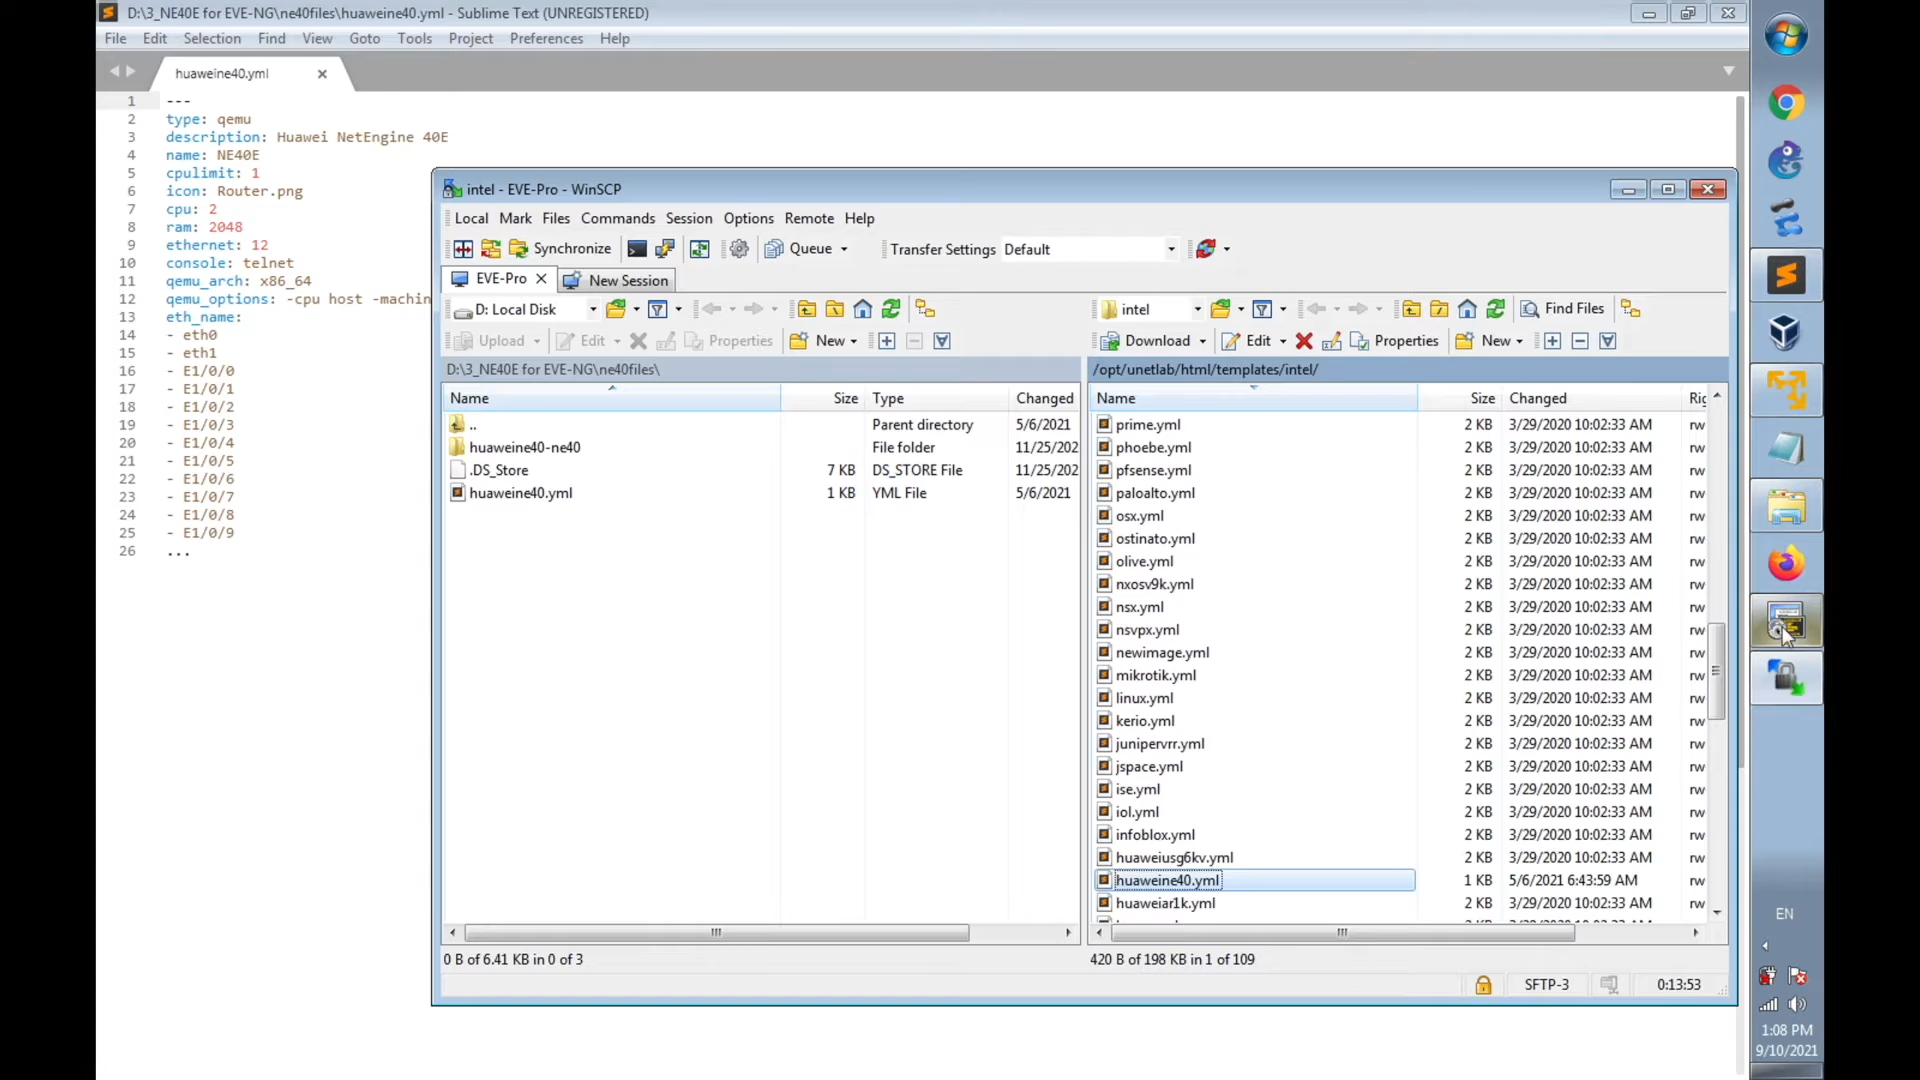 D:\3_NE40E for EVE-NG\ne40files\huaweine40.yml - Sublime Text (UNREGISTERED)
File Edit Selection Find View Goto Tools Project Preferences Help
huaweine40.yml
1 ---
2 type: qemu
3 description: Huawei NetEngine 40E
4 name: NE40E
5 cpulimit: 1
6 icon: Router.png
7 cpu: 2
8 ram: 2048
9 ethernet: 12
10 console: telnet
11 qemu_arch: x86_64
12 qemu_options: -cpu host -machin
13 eth_name:
14 - eth0
15 - eth1
16 - E1/0/0
17 - E1/0/1
18 - E1/0/2
19 - E1/0/3
20 - E1/0/4
21 - E1/0/5
22 - E1/0/6
23 - E1/0/7
24 - E1/0/8
25 - E1/0/9
26 ...
intel - EVE-Pro - WinSCP
Local Mark Files Commands Session Options Remote Help
Synchronize Queue Transfer Settings Default
EVE-Pro New Session
D: Local Disk
Upload Edit Properties New
D:\3_NE40E for EVE-NG\ne40files\
Name Size Type Changed
.. Parent directory 5/6/2021
huaweine40-ne40 File folder 11/25/202
.DS_Store 7 KB DS_STORE File 11/25/202
huaweine40.yml 1 KB YML File 5/6/2021
0 B of 6.41 KB in 0 of 3
intel Find Files
Download Edit Properties New
/opt/unetlab/html/templates/intel/
Name Size Changed Rig
prime.yml 2 KB 3/29/2020 10:02:33 AM rw
phoebe.yml 2 KB 3/29/2020 10:02:33 AM rw
pfsense.yml 2 KB 3/29/2020 10:02:33 AM rw
paloalto.yml 2 KB 3/29/2020 10:02:33 AM rw
osx.yml 2 KB 3/29/2020 10:02:33 AM rw
ostinato.yml 2 KB 3/29/2020 10:02:33 AM rw
olive.yml 2 KB 3/29/2020 10:02:33 AM rw
nxosv9k.yml 2 KB 3/29/2020 10:02:33 AM rw
nsx.yml 2 KB 3/29/2020 10:02:33 AM rw
nsvpx.yml 2 KB 3/29/2020 10:02:33 AM rw
newimage.yml 2 KB 3/29/2020 10:02:33 AM rw
mikrotik.yml 2 KB 3/29/2020 10:02:33 AM rw
linux.yml 2 KB 3/29/2020 10:02:33 AM rw
kerio.yml 2 KB 3/29/2020 10:02:33 AM rw
junipervrr.yml 2 KB 3/29/2020 10:02:33 AM rw
jspace.yml 2 KB 3/29/2020 10:02:33 AM rw
ise.yml 2 KB 3/29/2020 10:02:33 AM rw
iol.yml 2 KB 3/29/2020 10:02:33 AM rw
infoblox.yml 2 KB 3/29/2020 10:02:33 AM rw
huaweiusg6kv.yml 2 KB 3/29/2020 10:02:33 AM rw
huaweine40.yml 1 KB 5/6/2021 6:43:59 AM rw
huaweiar1k.yml 2 KB 3/29/2020 10:02:33 AM rw
420 B of 198 KB in 1 of 109
SFTP-3 0:13:53
EN
1:08 PM
9/10/2021